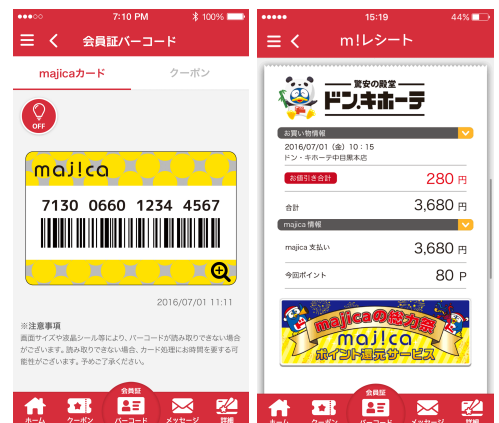 7:10 PM
100%
会員証バーコード
majicaカード
クーポン
OFF
maj!ca
7130 0660 1234 4567
2016/07/01 11:11
※注意事項
画面サイズや液晶シール等により、バーコードが読み取りできない場合
がございます。読み取りできない場合、カード処理にお時間を要する可
能性がございます。予めご了承ください。
会員証
ホーム
クーポン
バーコード
メッセージ
詳細
15:19
44%
m!レシート
驚安の殿堂
ドン.キホーテ
お買い物情報
2016/07/01（金）10：15
ドン・キホーテ中目黒本店
お値引き合計
280 円
合計
3,680 円
majica 情報
majica 支払い
3,680 円
今回ポイント
80 P
majicaの総力祭
maj!ca
ポイント還元サービス
会員証
ホーム
クーポン
バーコード
メッセージ
詳細